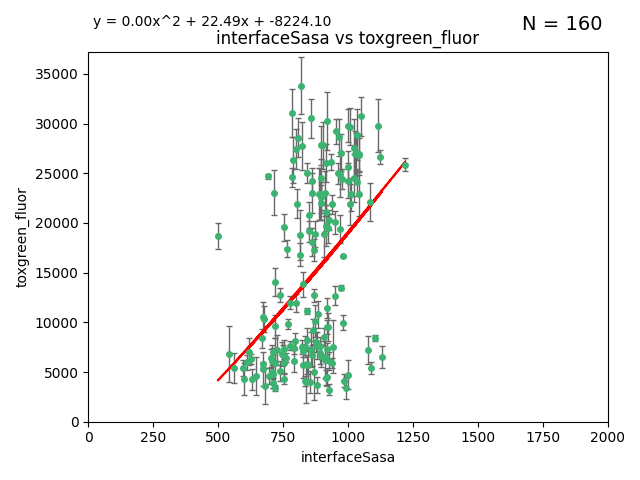 y = 0.00x^2 + 22.49x + -8224.10
N = 160
interfaceSasa vs toxgreen_fluor
toxgreen_fluor
35000
30000
25000
20000
15000
10000
5000
0
0 250 500 750 1000 1250 1500 1750 2000
interfaceSasa